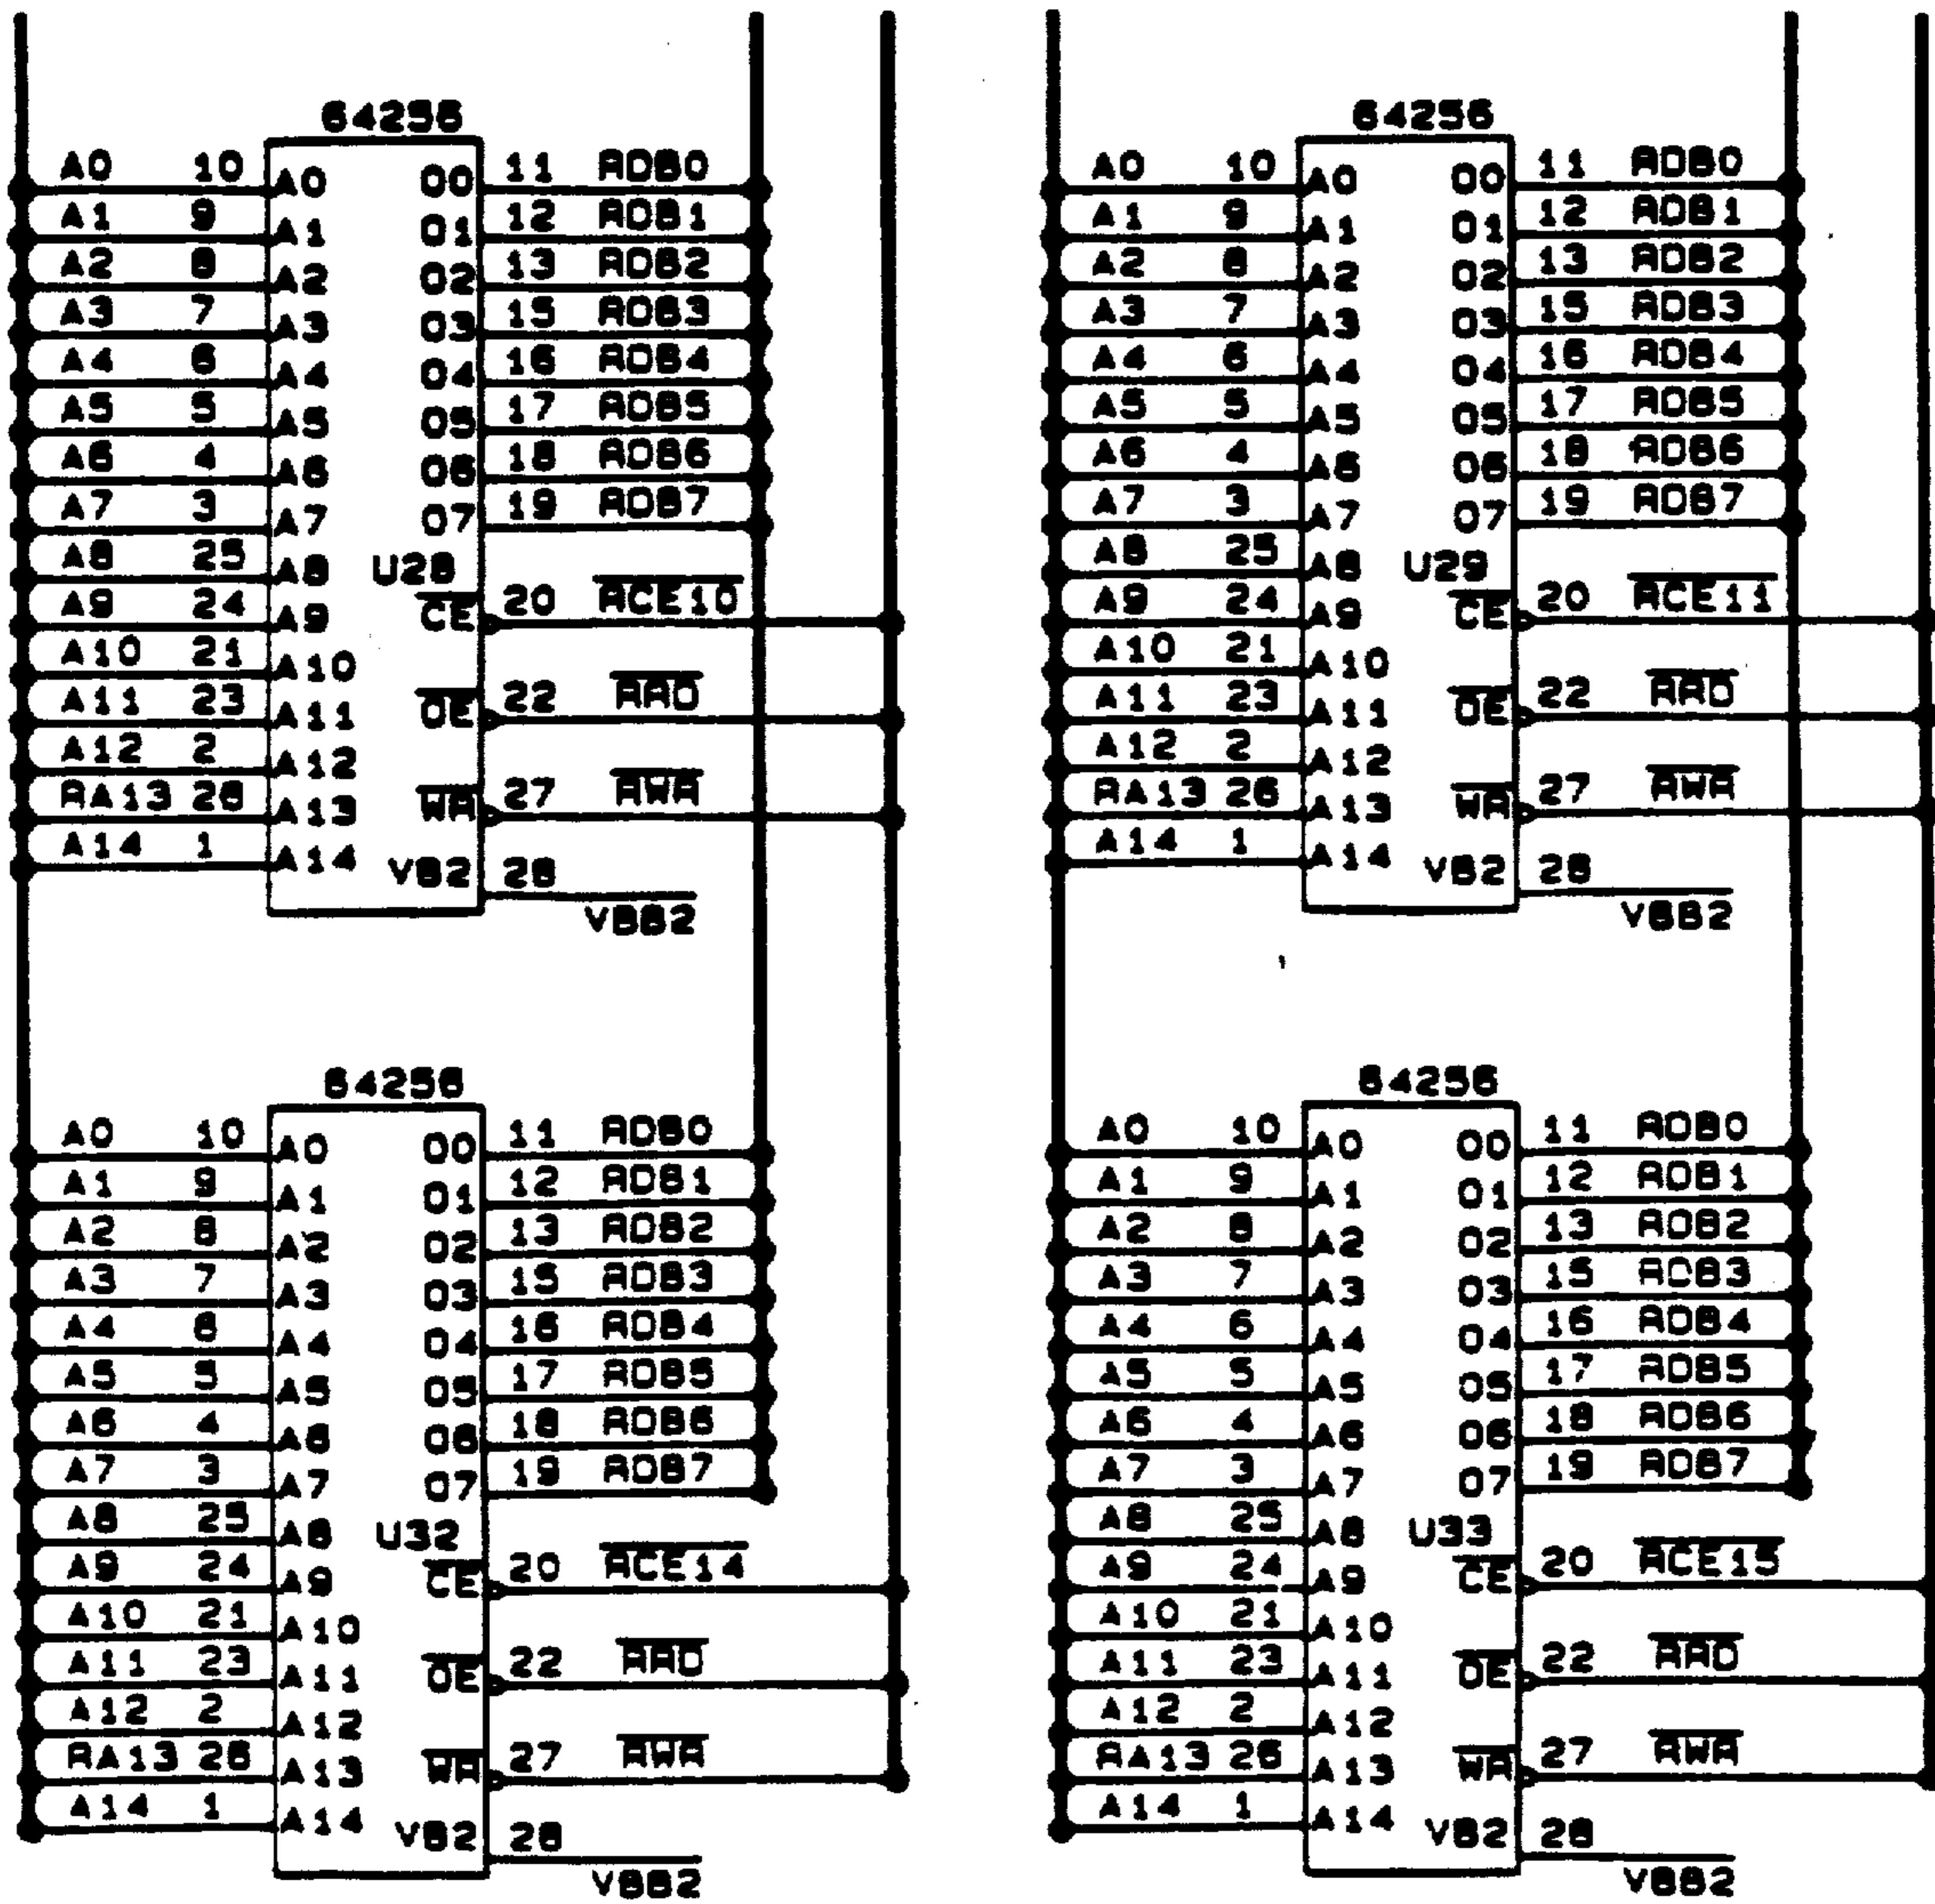 64256
A0 10 A0 O0 11 RDB0
A1 9 A1 O1 12 RDB1
A2 8 A2 O2 13 RDB2
A3 7 A3 O3 15 RDB3
A4 6 A4 O4 16 RDB4
A5 5 A5 O5 17 RDB5
A6 4 A6 O6 18 RDB6
A7 3 A7 O7 19 RDB7
A8 25 A8 U28
A9 24 A9 CE 20 RCE10
A10 21 A10
A11 23 A11 OE 22 RRD
A12 2 A12
RA13 26 A13 WR 27 RWR
A14 1 A14 VB2 28
VBB2
64256
A0 10 A0 O0 11 RDB0
A1 9 A1 O1 12 RDB1
A2 8 A2 O2 13 RDB2
A3 7 A3 O3 15 RDB3
A4 6 A4 O4 16 RDB4
A5 5 A5 O5 17 RDB5
A6 4 A6 O6 18 RDB6
A7 3 A7 O7 19 RDB7
A8 25 A8 U29
A9 24 A9 CE 20 RCE11
A10 21 A10
A11 23 A11 OE 22 RRD
A12 2 A12
RA13 26 A13 WR 27 RWR
A14 1 A14 VB2 28
VBB2
64256
A0 10 A0 O0 11 RDB0
A1 9 A1 O1 12 RDB1
A2 8 A2 O2 13 RDB2
A3 7 A3 O3 15 RDB3
A4 6 A4 O4 16 RDB4
A5 5 A5 O5 17 RDB5
A6 4 A6 O6 18 RDB6
A7 3 A7 O7 19 RDB7
A8 25 A8 U32
A9 24 A9 CE 20 RCE14
A10 21 A10
A11 23 A11 OE 22 RRD
A12 2 A12
RA13 26 A13 WR 27 RWR
A14 1 A14 VB2 28
VBB2
64256
A0 10 A0 O0 11 RDB0
A1 9 A1 O1 12 RDB1
A2 8 A2 O2 13 RDB2
A3 7 A3 O3 15 RDB3
A4 6 A4 O4 16 RDB4
A5 5 A5 O5 17 RDB5
A6 4 A6 O6 18 RDB6
A7 3 A7 O7 19 RDB7
A8 25 A8 U33
A9 24 A9 CE 20 RCE15
A10 21 A10
A11 23 A11 OE 22 RRD
A12 2 A12
RA13 26 A13 WR 27 RWR
A14 1 A14 VB2 28
VBB2